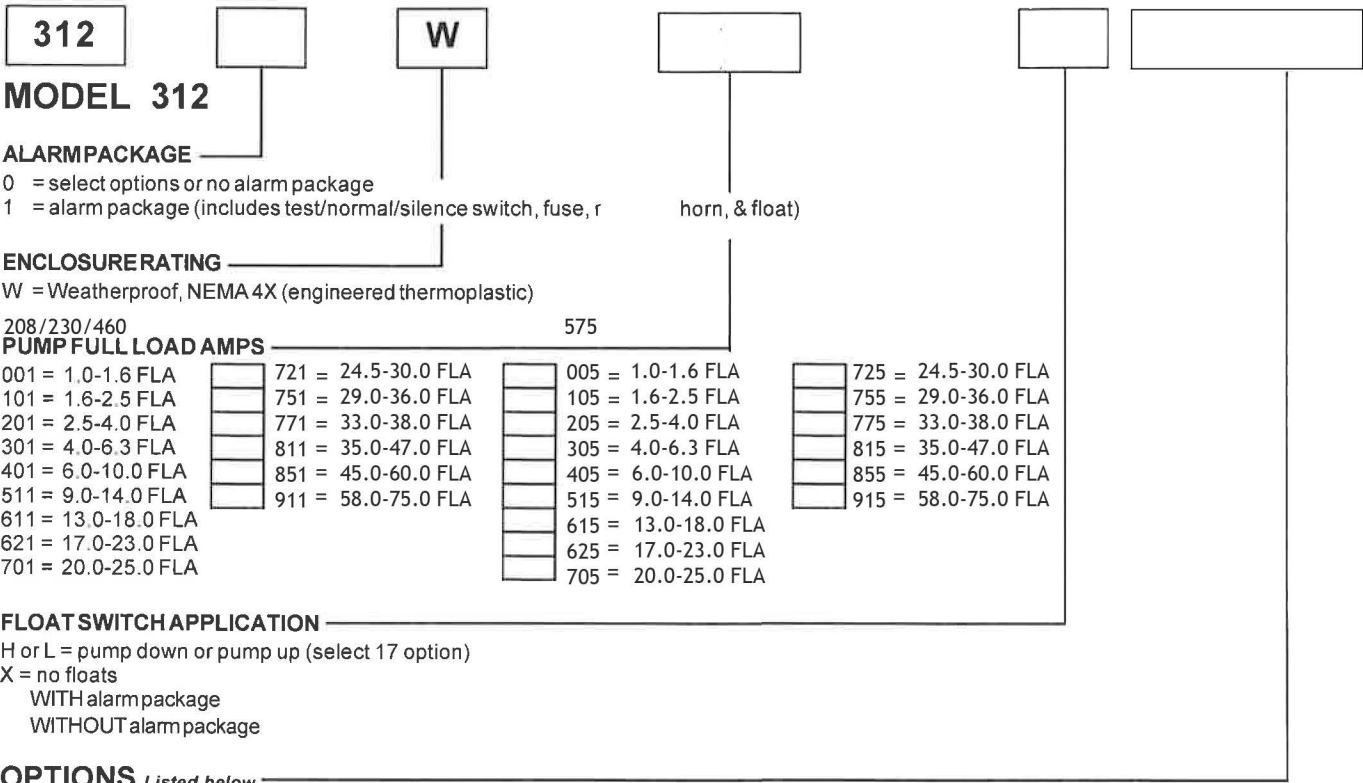 312 W
MODEL 312
ALARM PACKAGE
0 = select options or no alarm package
1 = alarm package (includes test/normal/silence switch, fuse, r horn, & float)
ENCLOSURE RATING
W = Weatherproof, NEMA 4X (engineered thermoplastic)
208/230/460 575
PUMP FULL LOAD AMPS
001 = 1.0-1.6 FLA 721 = 24.5-30.0 FLA 005 = 1.0-1.6 FLA 725 = 24.5-30.0 FLA
101 = 1.6-2.5 FLA 751 = 29.0-36.0 FLA 105 = 1.6-2.5 FLA 755 = 29.0-36.0 FLA
201 = 2.5-4.0 FLA 771 = 33.0-38.0 FLA 205 = 2.5-4.0 FLA 775 = 33.0-38.0 FLA
301 = 4.0-6.3 FLA 811 = 35.0-47.0 FLA 305 = 4.0-6.3 FLA 815 = 35.0-47.0 FLA
401 = 6.0-10.0 FLA 851 = 45.0-60.0 FLA 405 = 6.0-10.0 FLA 855 = 45.0-60.0 FLA
511 = 9.0-14.0 FLA 911 = 58.0-75.0 FLA 515 = 9.0-14.0 FLA 915 = 58.0-75.0 FLA
611 = 13.0-18.0 FLA 615 = 13.0-18.0 FLA
621 = 17.0-23.0 FLA 625 = 17.0-23.0 FLA
701 = 20.0-25.0 FLA 705 = 20.0-25.0 FLA
FLOAT SWITCH APPLICATION
H or L = pump down or pump up (select 17 option)
X = no floats
WITH alarm package
WITHOUT alarm package
OPTIONS Listed below